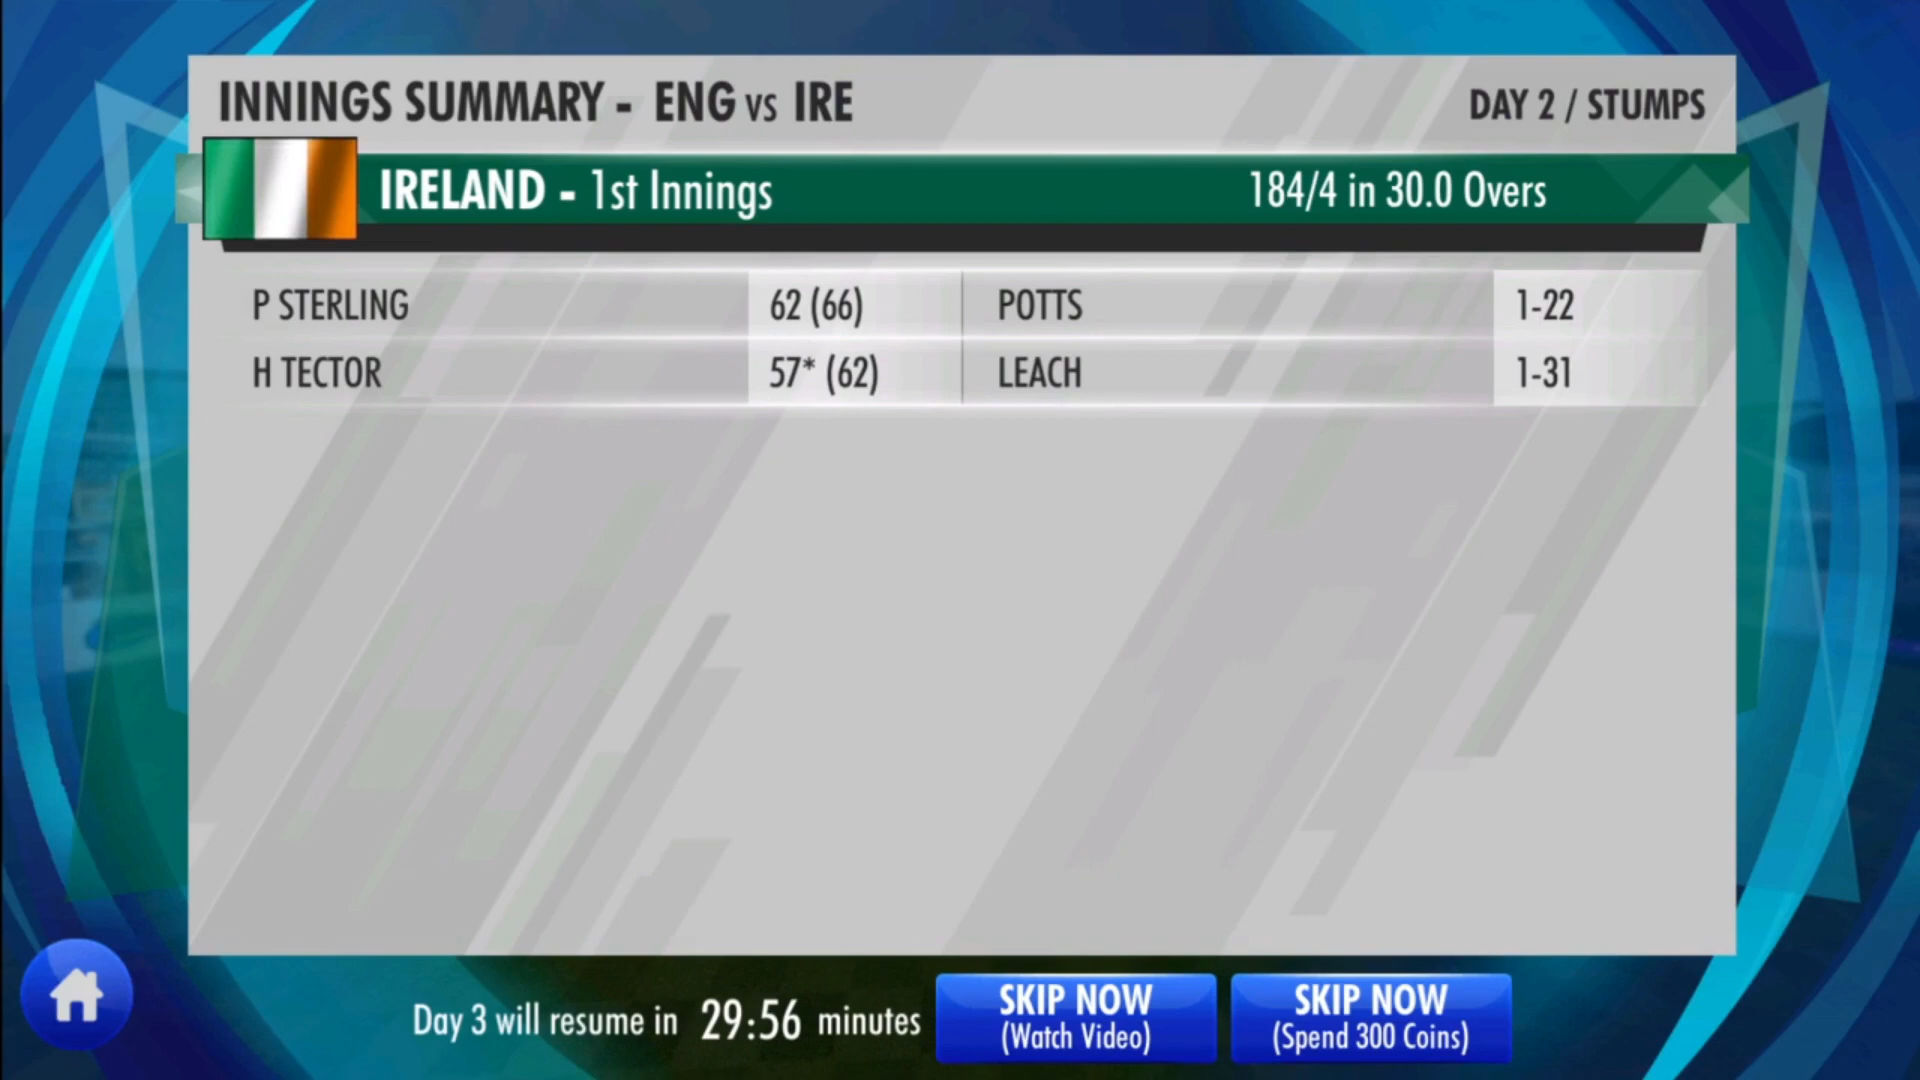 INNINGS SUMMARY - ENG vs IRE
DAY 2 / STUMPS
IRELAND - 1st Innings
184/4 in 30.0 Overs
P STERLING 62 (66) POTTS 1-22
H TECTOR 57* (62) LEACH 1-31
Day 3 will resume in 29:56 minutes
SKIP NOW
(Watch Video)
SKIP NOW
(Spend 300 Coins)